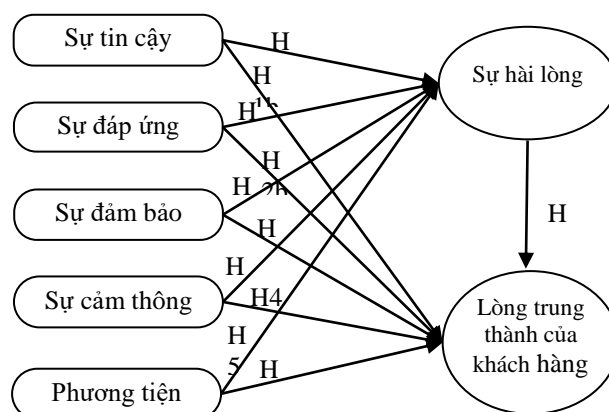 Sự tin cậy
H
H
Sự hài lòng
Sự đáp ứng
H
H
H
Sự đảm bảo
H
H
Sự cảm thông
H
H4
Lòng trung
thành của
khách hàng
H
5
H
Phương tiện